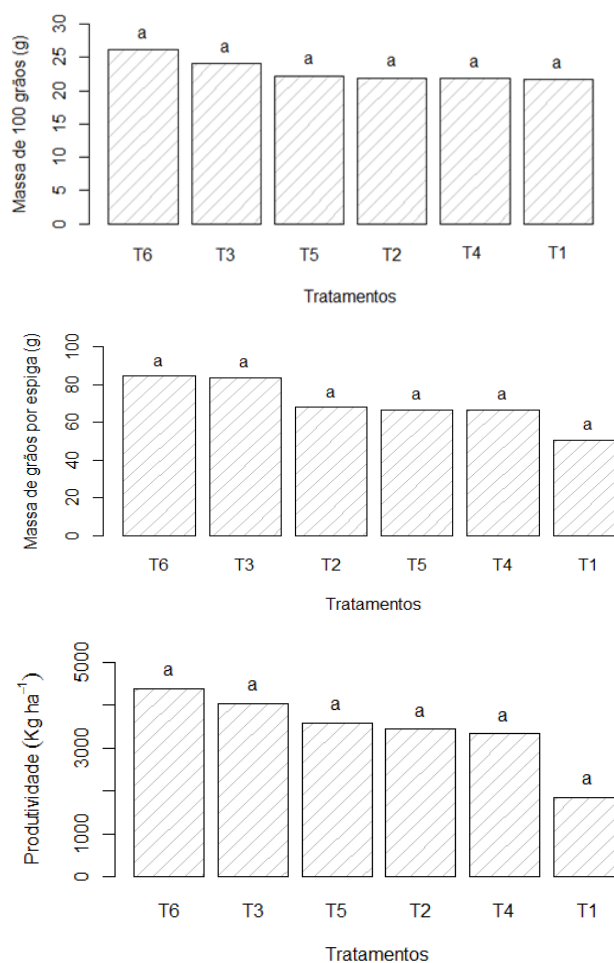 Massa de 100 grãos (g)
30
25
20
15
10
5
0
a a a a a a
T6 T3 T5 T2 T4 T1
Tratamentos
Massa de grãos por espiga (g)
100
80
60
40
20
0
a a a a a a
T6 T3 T2 T5 T4 T1
Tratamentos
Produtividade (Kg ha⁻¹)
5000
3000
1000
0
a a a a a a
T6 T3 T5 T2 T4 T1
Tratamentos